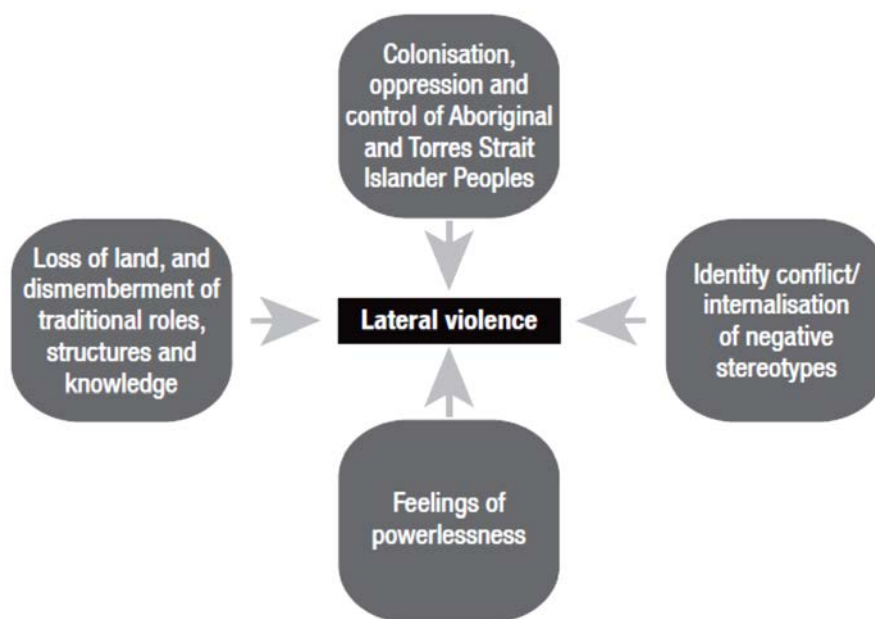 Colonisation,
oppression and
control of Aboriginal
and Torres Strait
Islander Peoples
Loss of land, and
dismemberment of
traditional roles,
structures and
knowledge
Lateral violence
Identity conflict/
internalisation
of negative
stereotypes
Feelings of
powerlessness